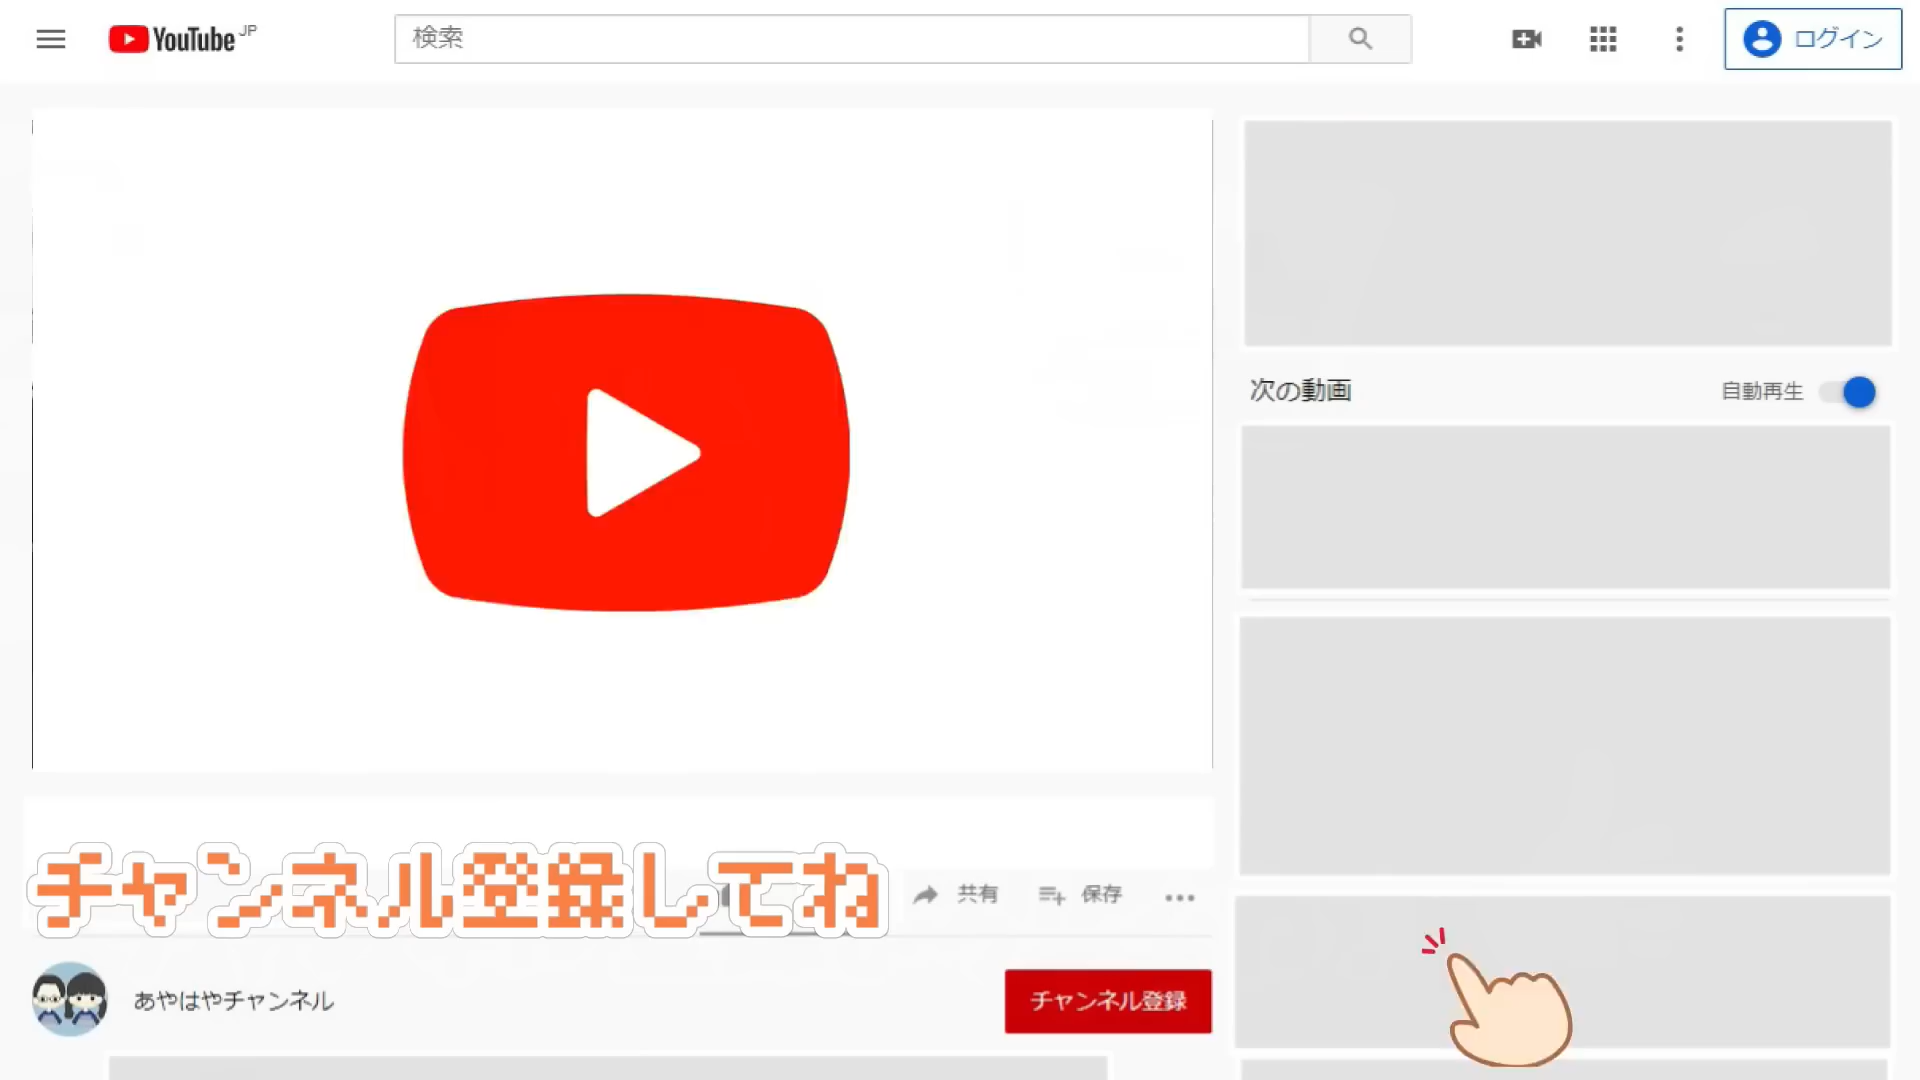 YouTube JP
検索
ログイン
次の動画
自動再生
チャンネル登録してね
共有
保存
あやはやチャンネル
チャンネル登録